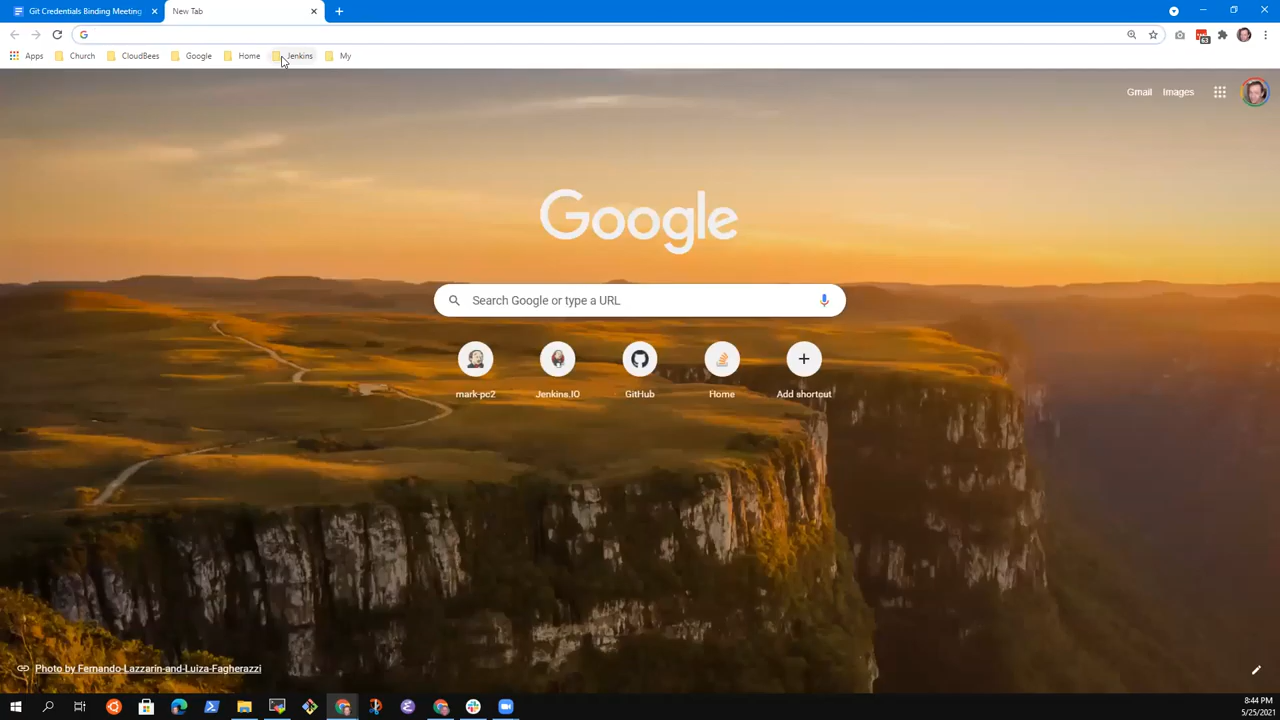 Git Credentials Binding Meeting
New Tab
Apps
Church
CloudBees
Google
Home
Jenkins
My
63
Gmail
Images
Google
Search Google or type a URL
mark-pc2
Jenkins.IO
GitHub
Home
Add shortcut
Photo by Fernando-Lazzarin-and-Luiza-Fagherazzi
8:44 PM
5/25/2021